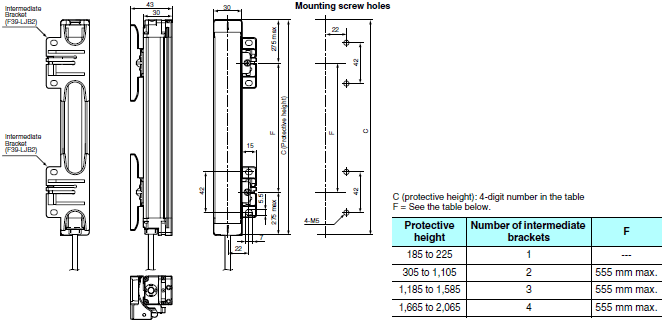 Intermediate
Bracket
(F39-LJB2)
Intermediate
Bracket
(F39-LJB2)
43
30
30
275 max.
F
C (Protective height)
15
42
5.5
275 max.
7
22
Mounting screw holes
22
42
F
C
42
4-M5
C (protective height): 4-digit number in the table
F = See the table below.
Protective height Number of intermediate brackets F
185 to 225 1 ---
305 to 1,105 2 555 mm max.
1,185 to 1,585 3 555 mm max.
1,665 to 2,065 4 555 mm max.